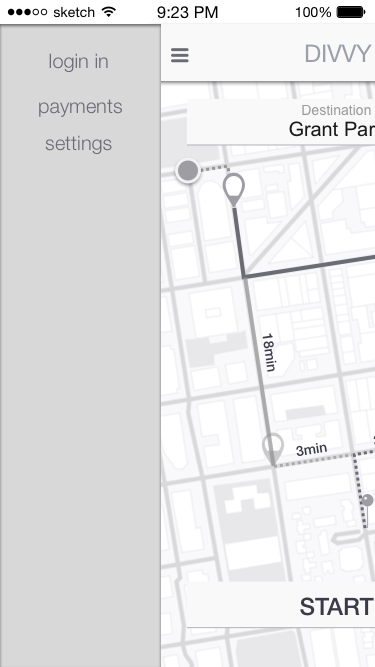 sketch 9:23 PM 100%
login in
payments
settings
DIVVY
Destination
Grant Par
18min
3min
START